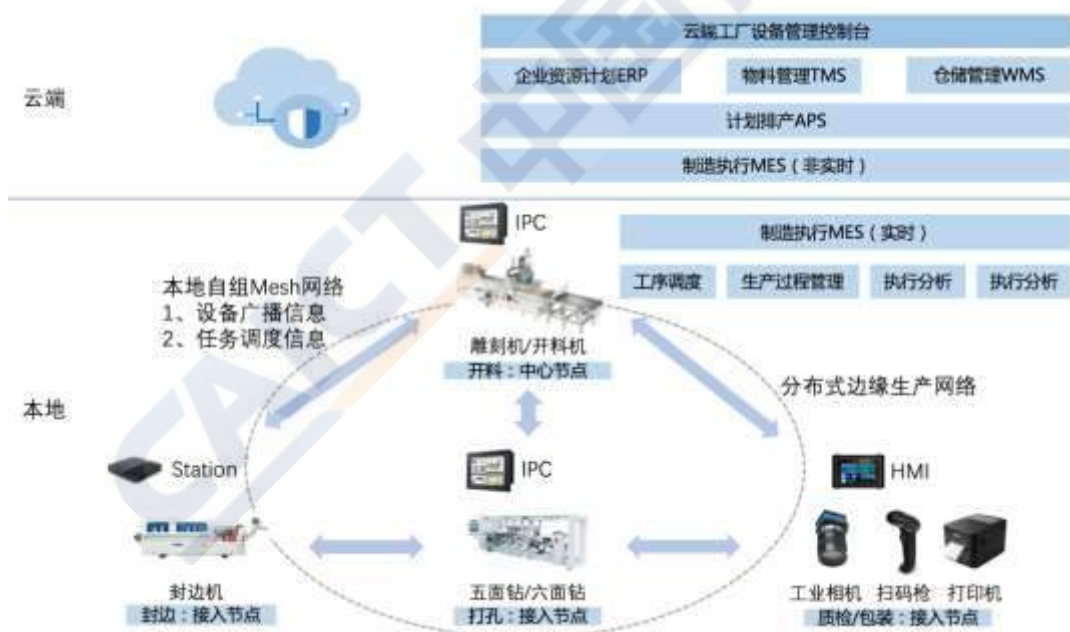 云端工厂设备管理控制台
企业资源计划ERP
物料管理TMS
仓储管理WMS
云端
计划排产APS
制造执行MES（非实时）
IPC
制造执行MES（实时）
工序调度
生产过程管理
执行分析
执行分析
本地自组Mesh网络
1、设备广播信息
2、任务调度信息
雕刻机/开料机
开料：中心节点
分布式边缘生产网络
本地
Station
IPC
HMI
封边机
封边：接入节点
五面钻/六面钻
打孔：接入节点
工业相机
扫码枪
打印机
质检/包装：接入节点
CAICT 中国